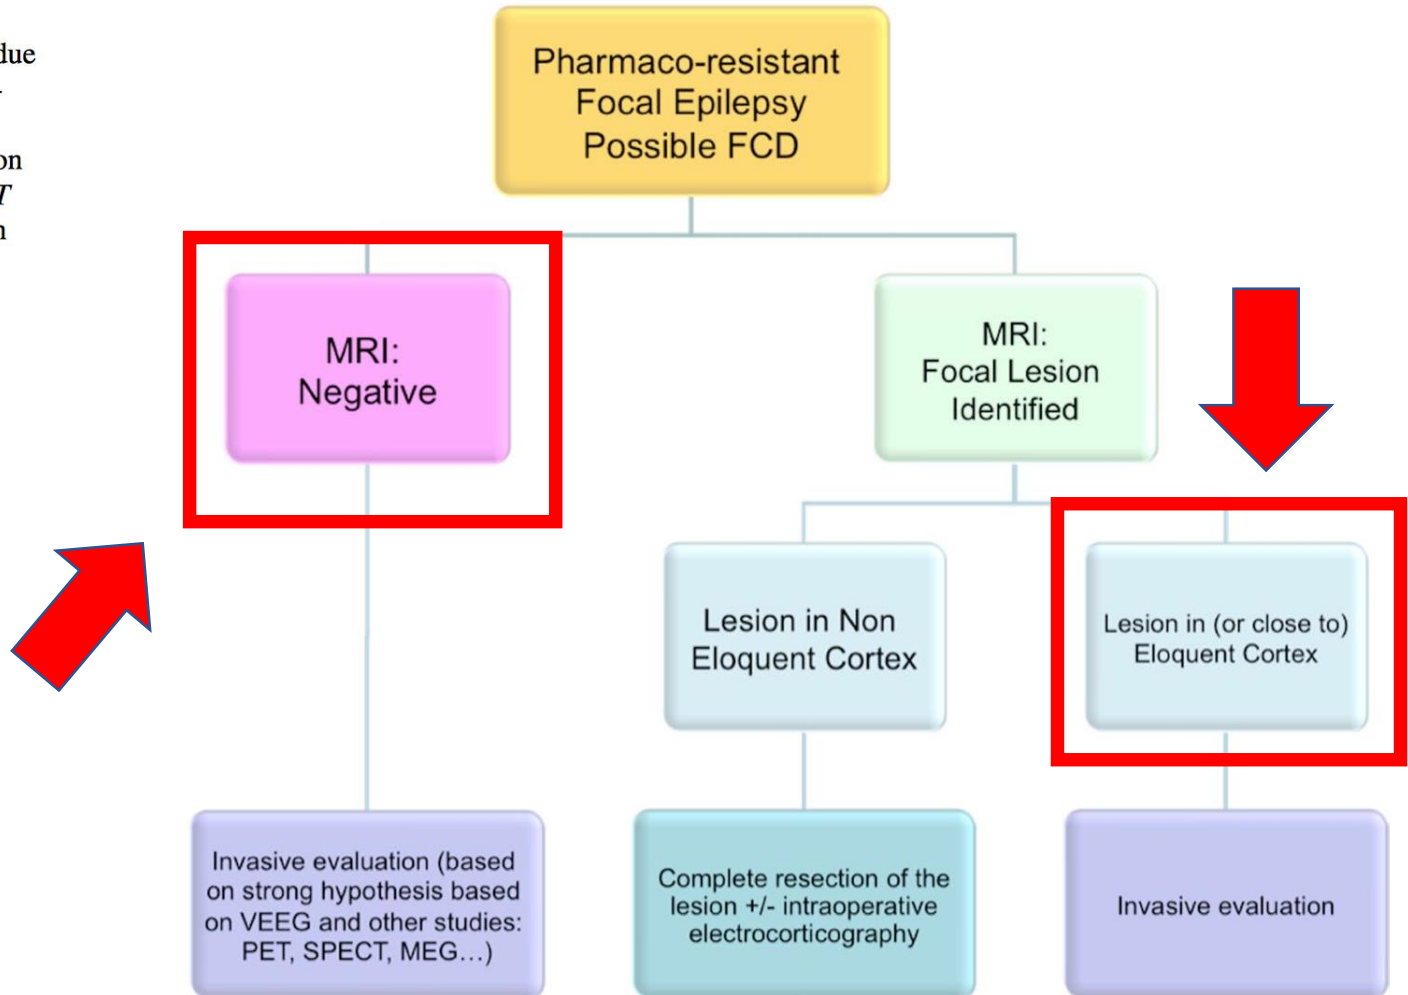 due
on
T
n
Pharmaco-resistant
Focal Epilepsy
Possible FCD
MRI:
Negative
MRI:
Focal Lesion
Identified
Lesion in Non
Eloquent Cortex
Lesion in (or close to)
Eloquent Cortex
Invasive evaluation (based
on strong hypothesis based
on VEEG and other studies:
PET, SPECT, MEG...)
Complete resection of the
lesion +/- intraoperative
electrocorticography
Invasive evaluation